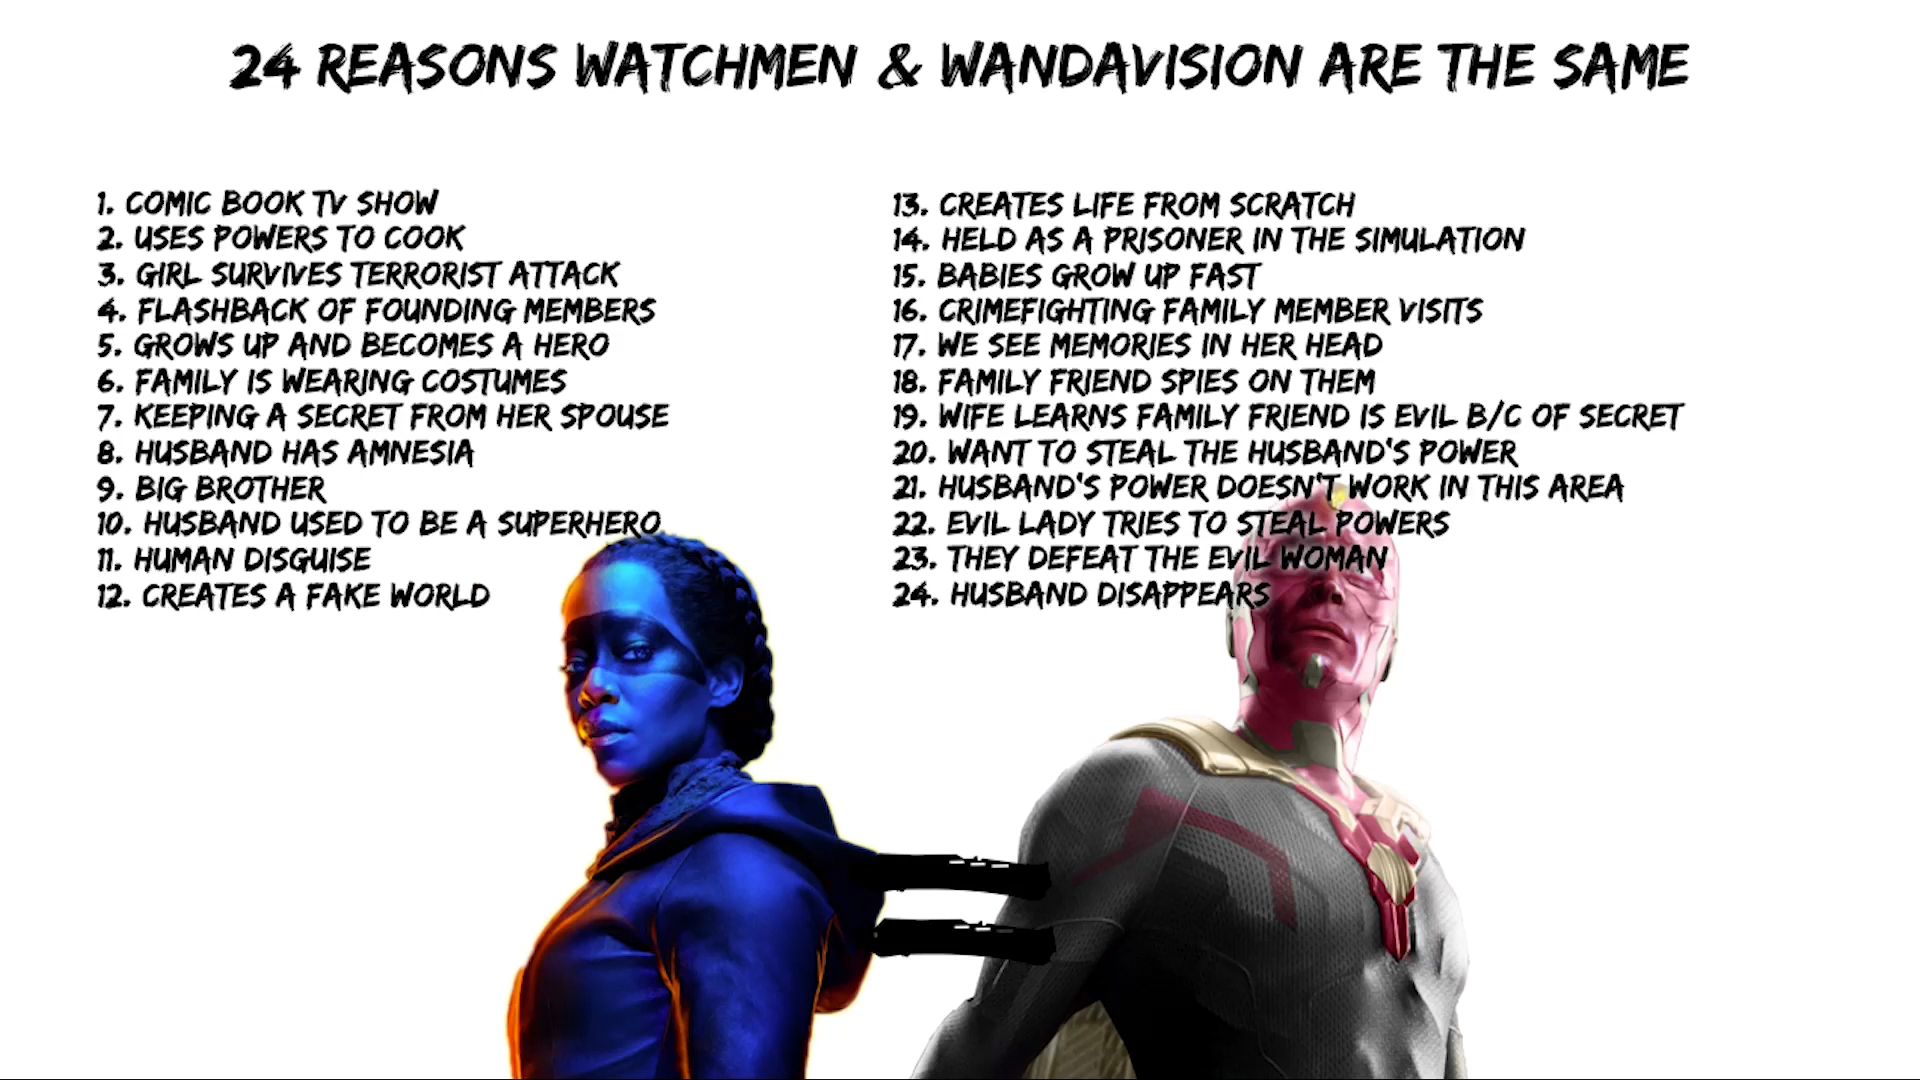 24 REASONS WATCHMEN & WANDAVISION ARE THE SAME
1. COMIC BOOK TV SHOW
2. USES POWERS TO COOK
3. GIRL SURVIVES TERRORIST ATTACK
4. FLASHBACK OF FOUNDING MEMBERS
5. GROWS UP AND BECOMES A HERO
6. FAMILY IS WEARING COSTUMES
7. KEEPING A SECRET FROM HER SPOUSE
8. HUSBAND HAS AMNESIA
9. BIG BROTHER
10. HUSBAND USED TO BE A SUPERHERO
11. HUMAN DISGUISE
12. CREATES A FAKE WORLD
13. CREATES LIFE FROM SCRATCH
14. HELD AS A PRISONER IN THE SIMULATION
15. BABIES GROW UP FAST
16. CRIMEFIGHTING FAMILY MEMBER VISITS
17. WE SEE MEMORIES IN HER HEAD
18. FAMILY FRIEND SPIES ON THEM
19. WIFE LEARNS FAMILY FRIEND IS EVIL B/C OF SECRET
20. WANT TO STEAL THE HUSBAND'S POWER
21. HUSBAND'S POWER DOESN'T WORK IN THIS AREA
22. EVIL LADY TRIES TO STEAL POWERS
23. THEY DEFEAT THE EVIL WOMAN
24. HUSBAND DISAPPEARS